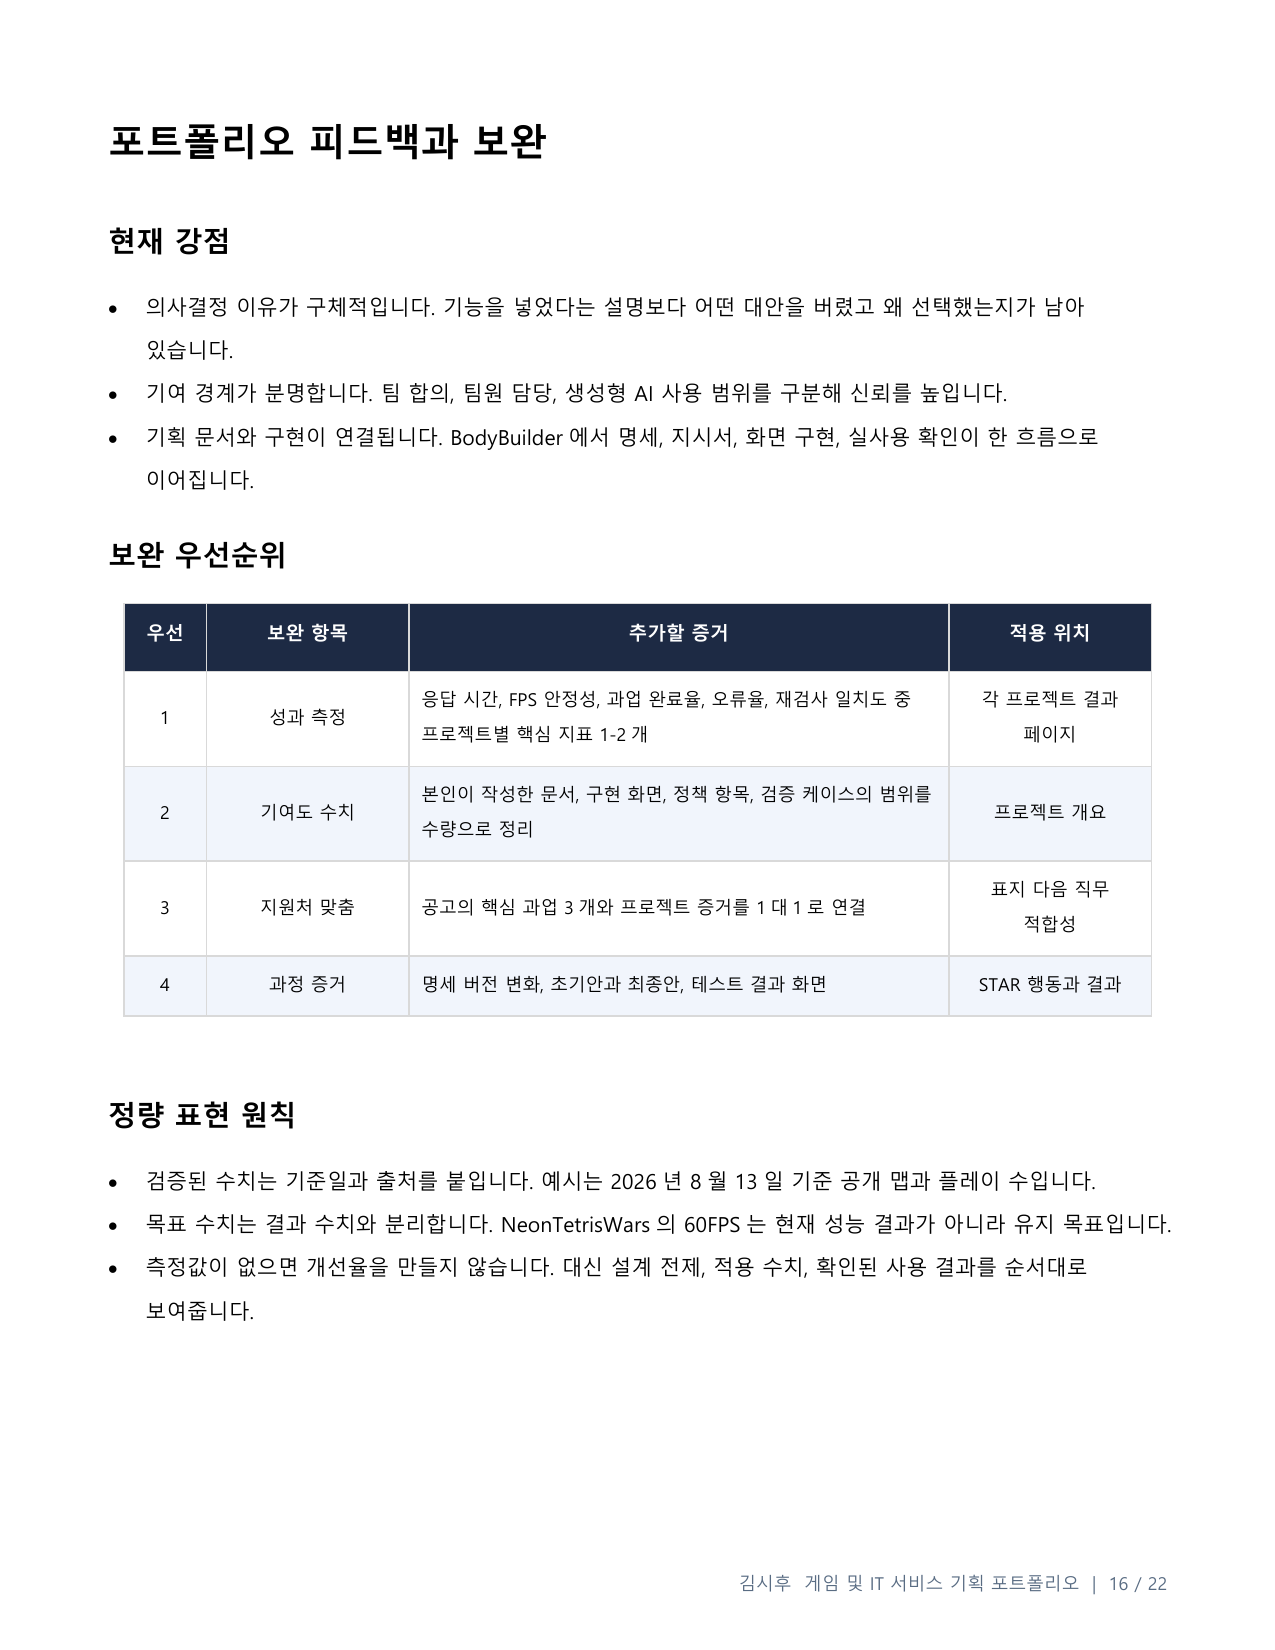 포트폴리오 피드백과 보완
현재 강점
• 의사결정 이유가 구체적입니다. 기능을 넣었다는 설명보다 어떤 대안을 버렸고 왜 선택했는지가 남아
있습니다.
• 기여 경계가 분명합니다. 팀 합의, 팀원 담당, 생성형 AI 사용 범위를 구분해 신뢰를 높입니다.
• 기획 문서와 구현이 연결됩니다. BodyBuilder 에서 명세, 지시서, 화면 구현, 실사용 확인이 한 흐름으로
이어집니다.
보완 우선순위
우선 보완 항목 추가할 증거 적용 위치
1 성과 측정 응답 시간, FPS 안정성, 과업 완료율, 오류율, 재검사 일치도 중 각 프로젝트 결과
프로젝트별 핵심 지표 1-2 개 페이지
2 기여도 수치 본인이 작성한 문서, 구현 화면, 정책 항목, 검증 케이스의 범위를 프로젝트 개요
수량으로 정리
3 지원처 맞춤 공고의 핵심 과업 3 개와 프로젝트 증거를 1 대 1 로 연결 표지 다음 직무
적합성
4 과정 증거 명세 버전 변화, 초기안과 최종안, 테스트 결과 화면 STAR 행동과 결과
정량 표현 원칙
• 검증된 수치는 기준일과 출처를 붙입니다. 예시는 2026 년 8 월 13 일 기준 공개 맵과 플레이 수입니다.
• 목표 수치는 결과 수치와 분리합니다. NeonTetrisWars 의 60FPS 는 현재 성능 결과가 아니라 유지 목표입니다.
• 측정값이 없으면 개선율을 만들지 않습니다. 대신 설계 전제, 적용 수치, 확인된 사용 결과를 순서대로
보여줍니다.
김시후 게임 및 IT 서비스 기획 포트폴리오 | 16 / 22